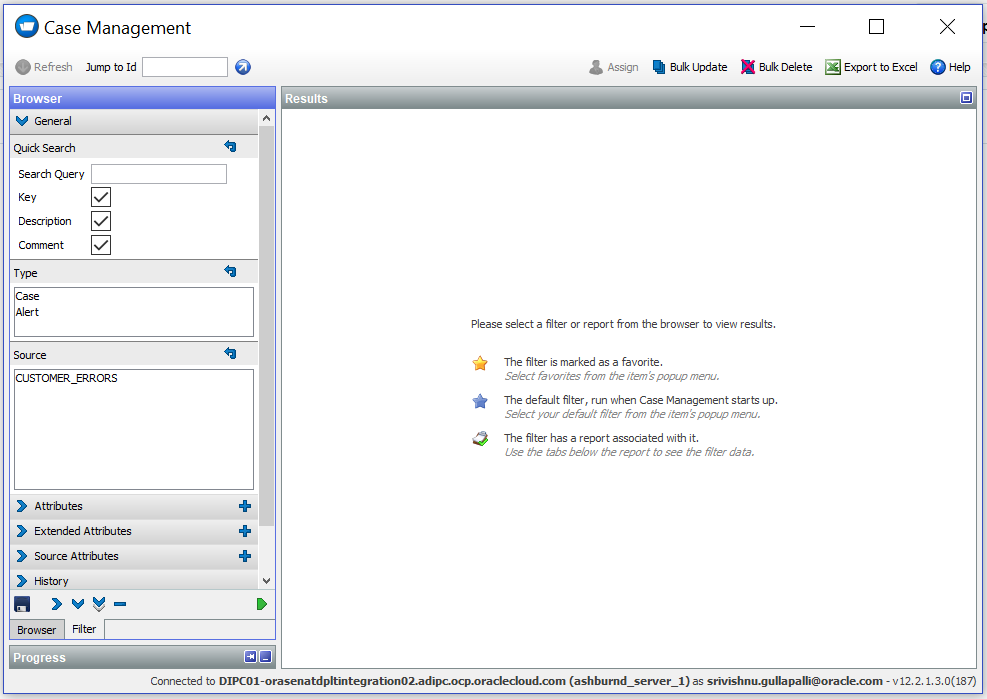 Case Management
Refresh Jump to Id Assign Bulk Update Bulk Delete Export to Excel Help
Browser
General
Quick Search
Search Query
Key
Description
Comment
Type
Case
Alert
Source
CUSTOMER_ERRORS
Attributes
Extended Attributes
Source Attributes
History
Browser Filter
Progress
Results
Please select a filter or report from the browser to view results.
The filter is marked as a favorite.
Select favorites from the item's popup menu.
The default filter, run when Case Management starts up.
Select your default filter from the item's popup menu.
The filter has a report associated with it.
Use the tabs below the report to see the filter data.
Connected to DIPC01-orasenatdpltintegration02.adipc.ocp.oraclecloud.com (ashburnd_server_1) as srivishnu.gullapalli@oracle.com - v12.2.1.3.0(187)